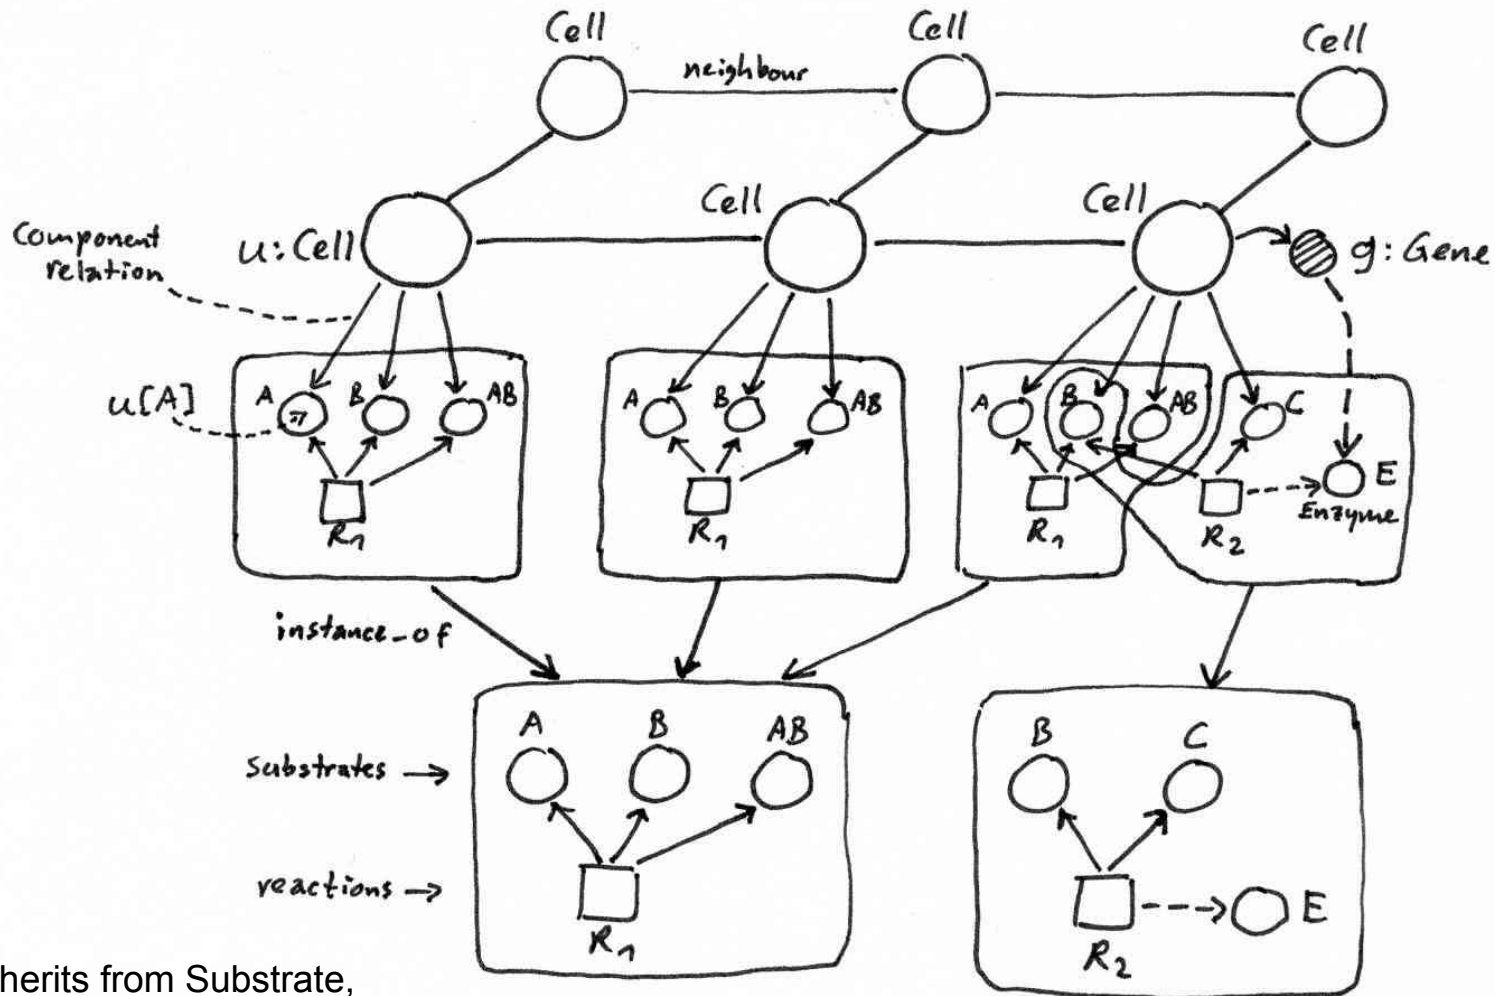 Cell
Cell
Cell
neighbour
Cell
Cell
Component
relation
u: Cell
g: Gene
u[A]
A
B
AB
A
B
AB
A
B
AB
C
E
Enzyme
R1
R1
R1
R2
instance_of
A
B
AB
B
C
substrates →
reactions →
E
R1
R2
herits from Substrate,